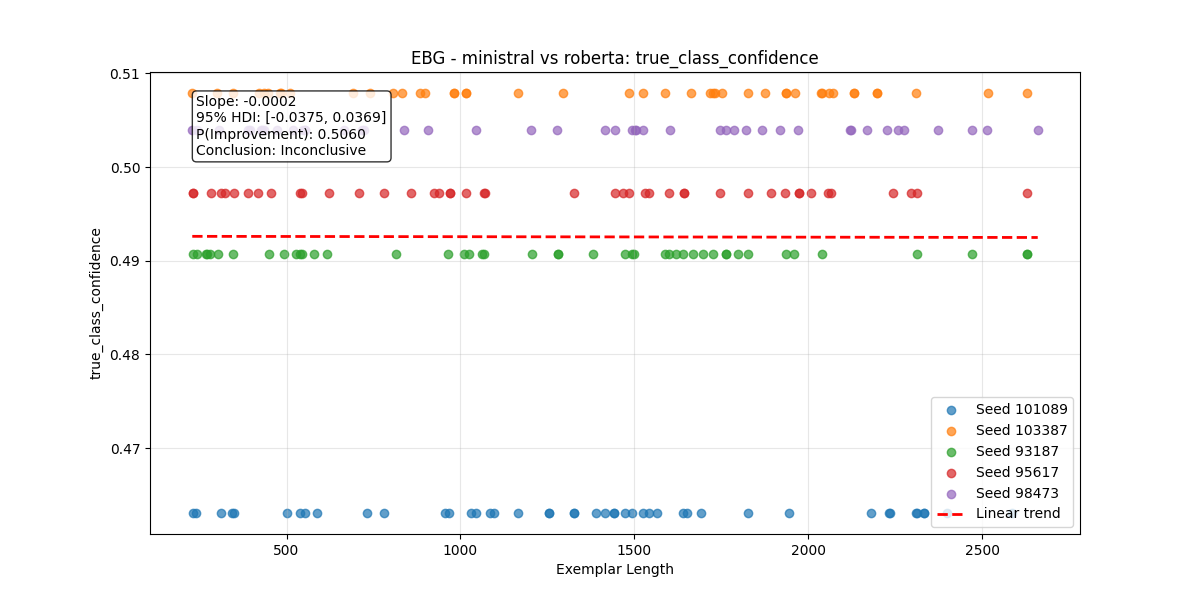 EBG - ministral vs roberta: true_class_confidence
Slope: -0.0002
95% HDI: [-0.0375, 0.0369]
P(Improvement): 0.5060
Conclusion: Inconclusive
true_class_confidence
0.51
0.50
0.49
0.48
0.47
Seed 101089
Seed 103387
Seed 93187
Seed 95617
Seed 98473
Linear trend
500
1000
1500
2000
2500
Exemplar Length